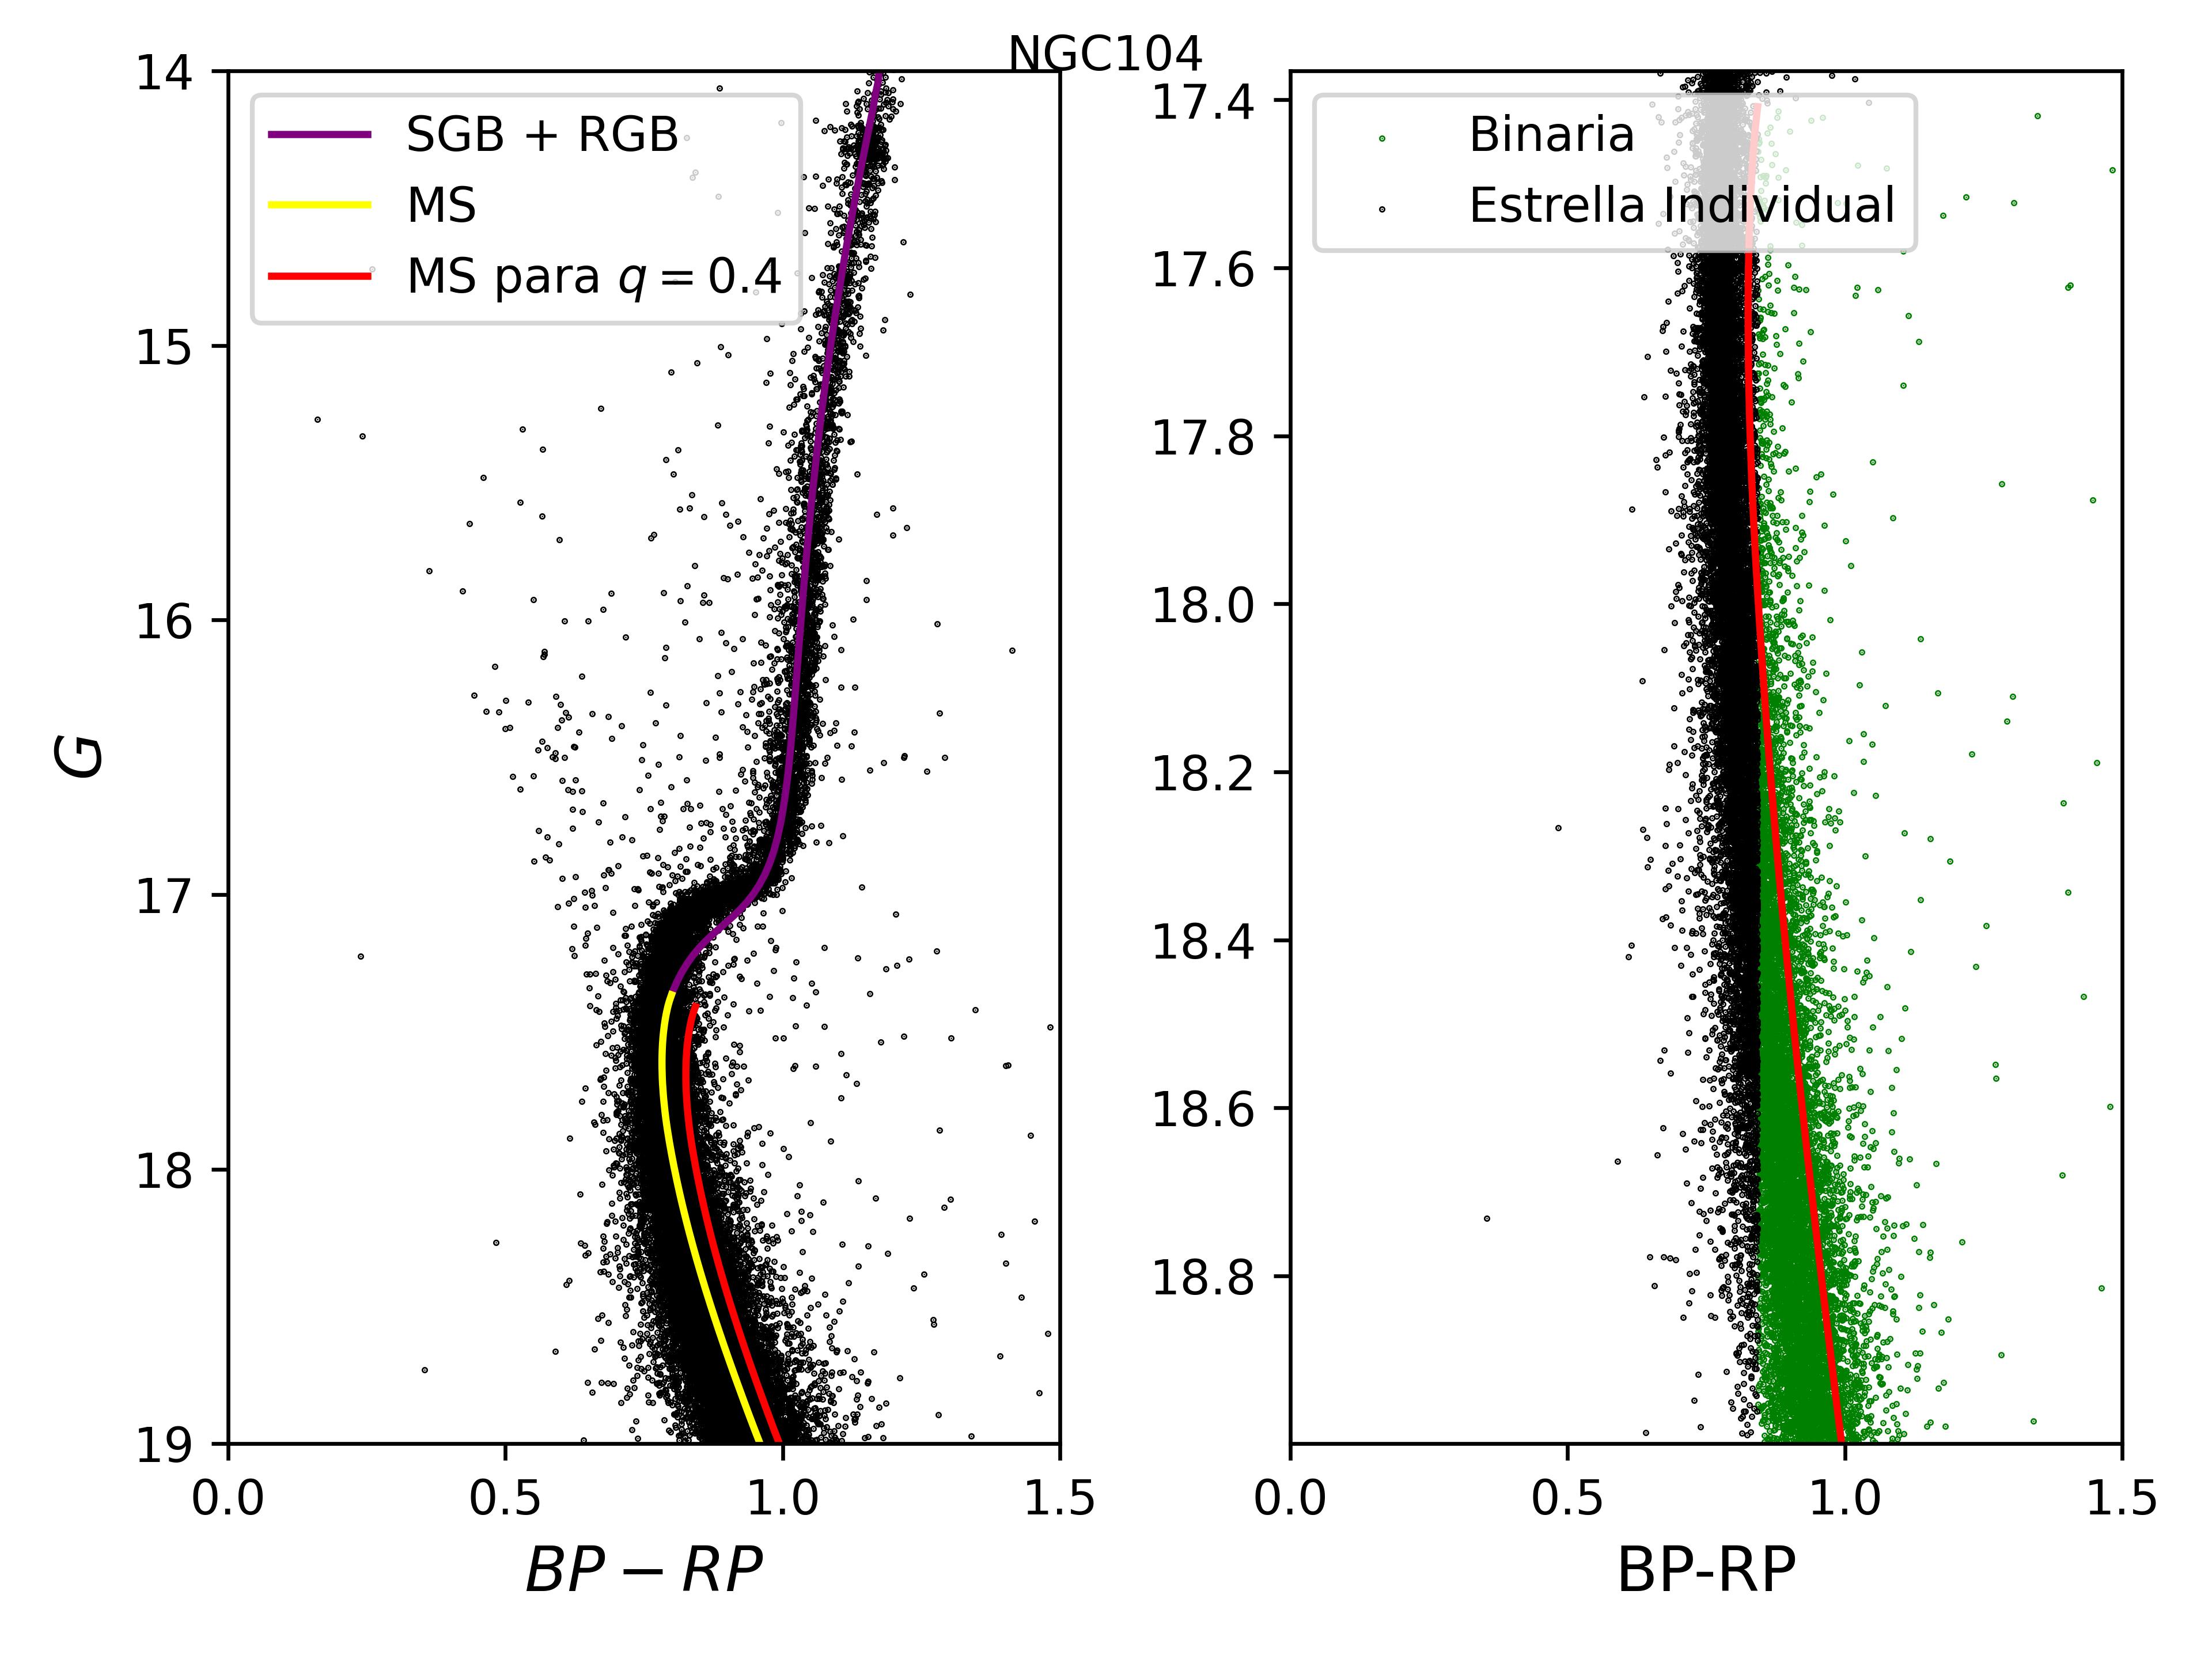 NGC104
14
15
16
17
18
19
G
SGB + RGB
MS
MS para q = 0.4
0.0 0.5 1.0 1.5
BP − RP
17.4
17.6
17.8
18.0
18.2
18.4
18.6
18.8
Binaria
Estrella Individual
0.0 0.5 1.0 1.5
BP-RP